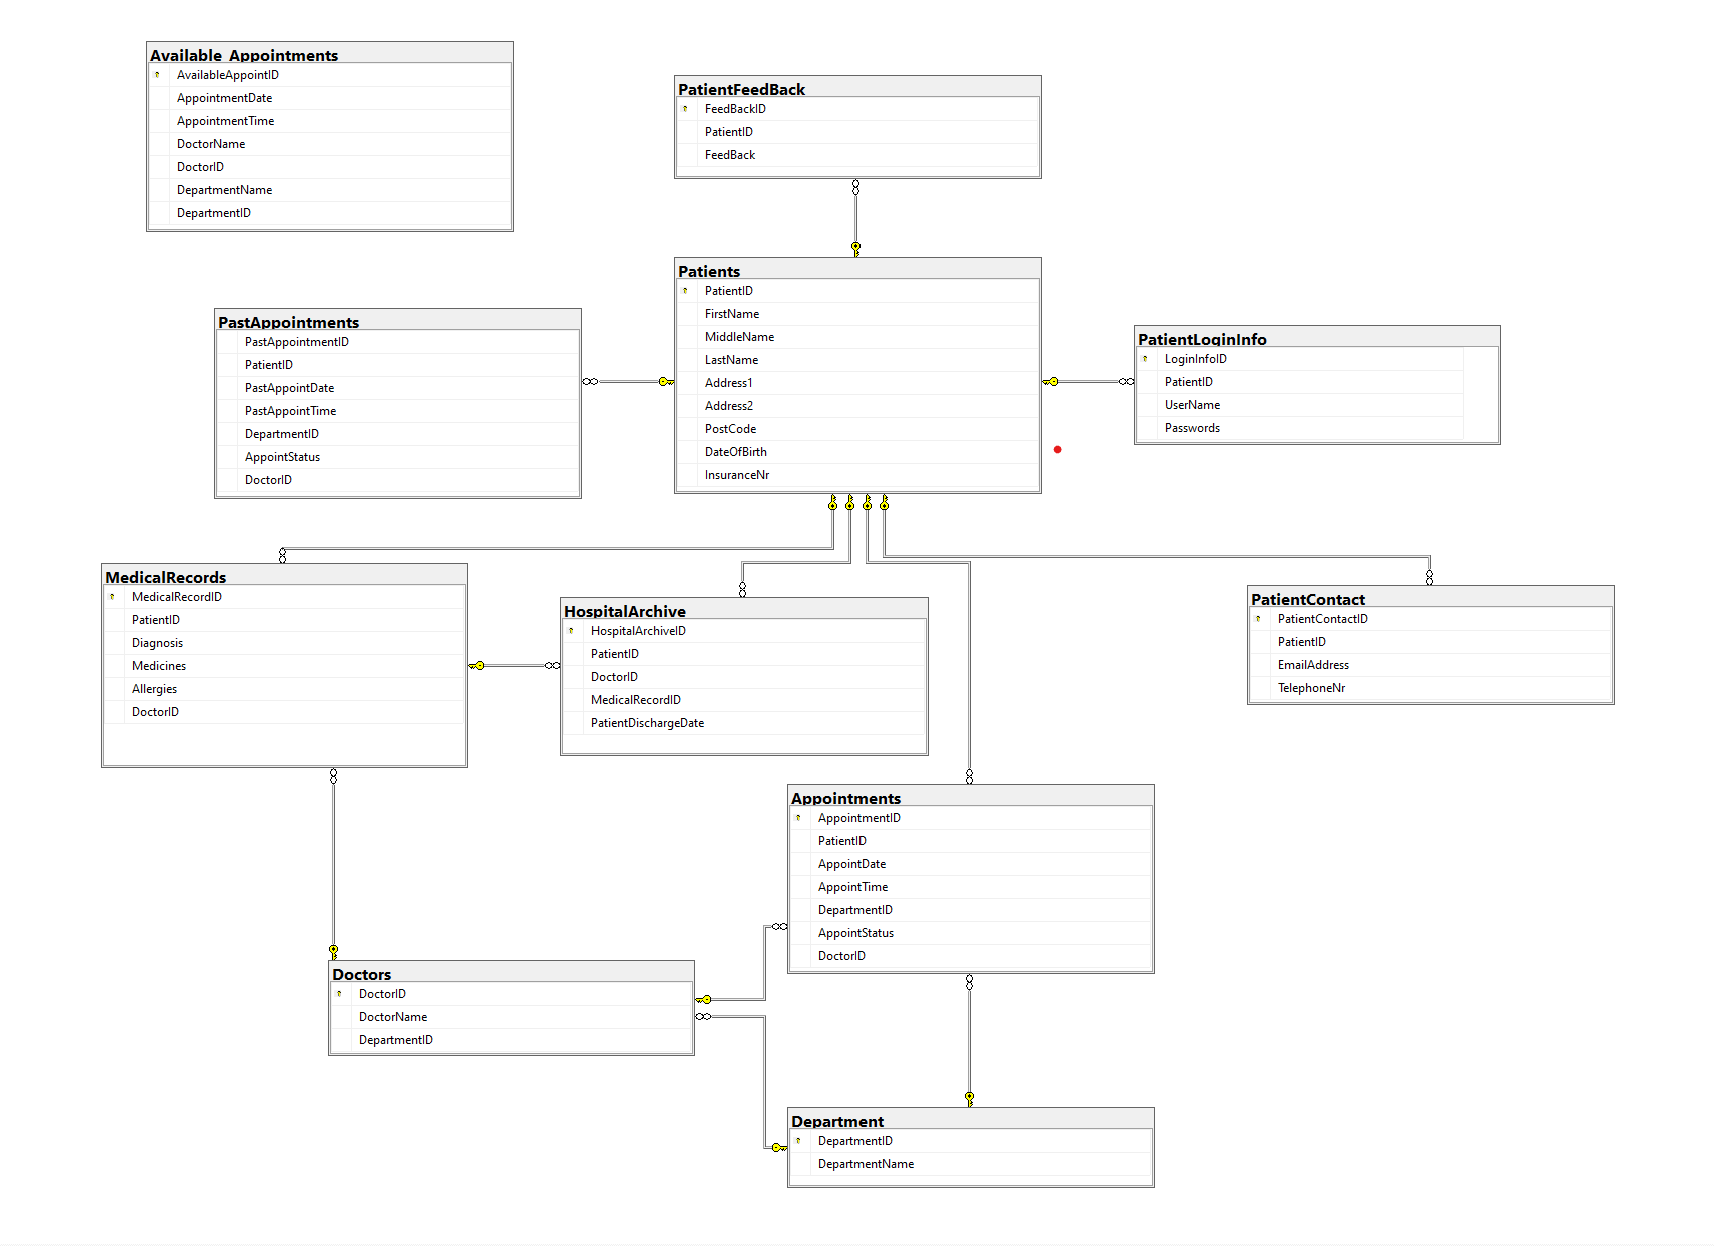 Available_Appointments
AvailableAppointID
AppointmentDate
AppointmentTime
DoctorName
DoctorID
DepartmentName
DepartmentID
PatientFeedBack
FeedBackID
PatientID
FeedBack
Patients
PatientID
FirstName
MiddleName
LastName
Address1
Address2
PostCode
DateOfBirth
InsuranceNr
PastAppointments
PastAppointmentID
PatientID
PastAppointDate
PastAppointTime
DepartmentID
AppointStatus
DoctorID
PatientLoginInfo
LoginInfoID
PatientID
UserName
Passwords
MedicalRecords
MedicalRecordID
PatientID
Diagnosis
Medicines
Allergies
DoctorID
HospitalArchive
HospitalArchiveID
PatientID
DoctorID
MedicalRecordID
PatientDischargeDate
PatientContact
PatientContactID
PatientID
EmailAddress
TelephoneNr
Appointments
AppointmentID
PatientID
AppointDate
AppointTime
DepartmentID
AppointStatus
DoctorID
Doctors
DoctorID
DoctorName
DepartmentID
Department
DepartmentID
DepartmentName